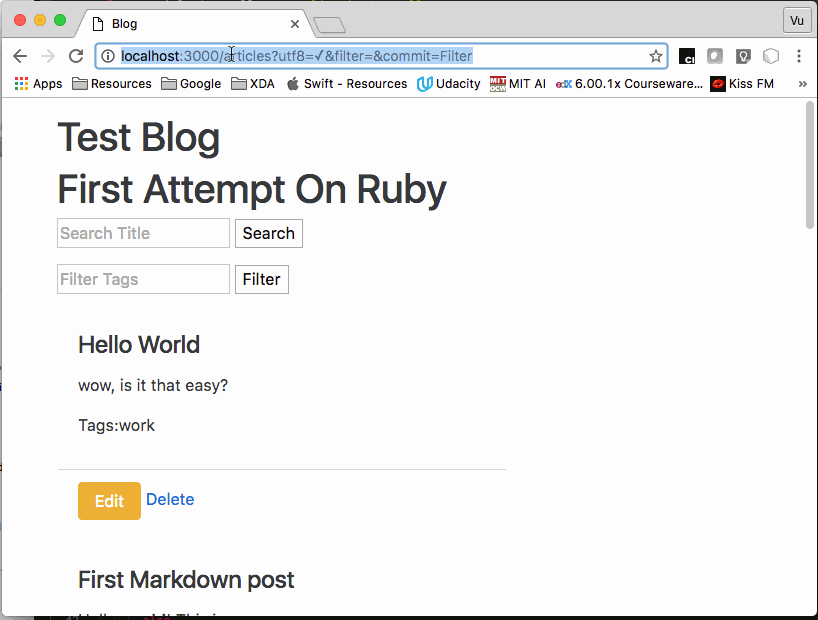 Blog
Vu
localhost:3000/articles?utf8=✓&filter=&commit=Filter
Apps Resources Google XDA Swift - Resources Udacity MIT AI edX 6.00.1x Courseware... Kiss FM »
Test Blog
First Attempt On Ruby
Search Title Search
Filter Tags Filter
Hello World
wow, is it that easy?
Tags:work
Edit Delete
First Markdown post